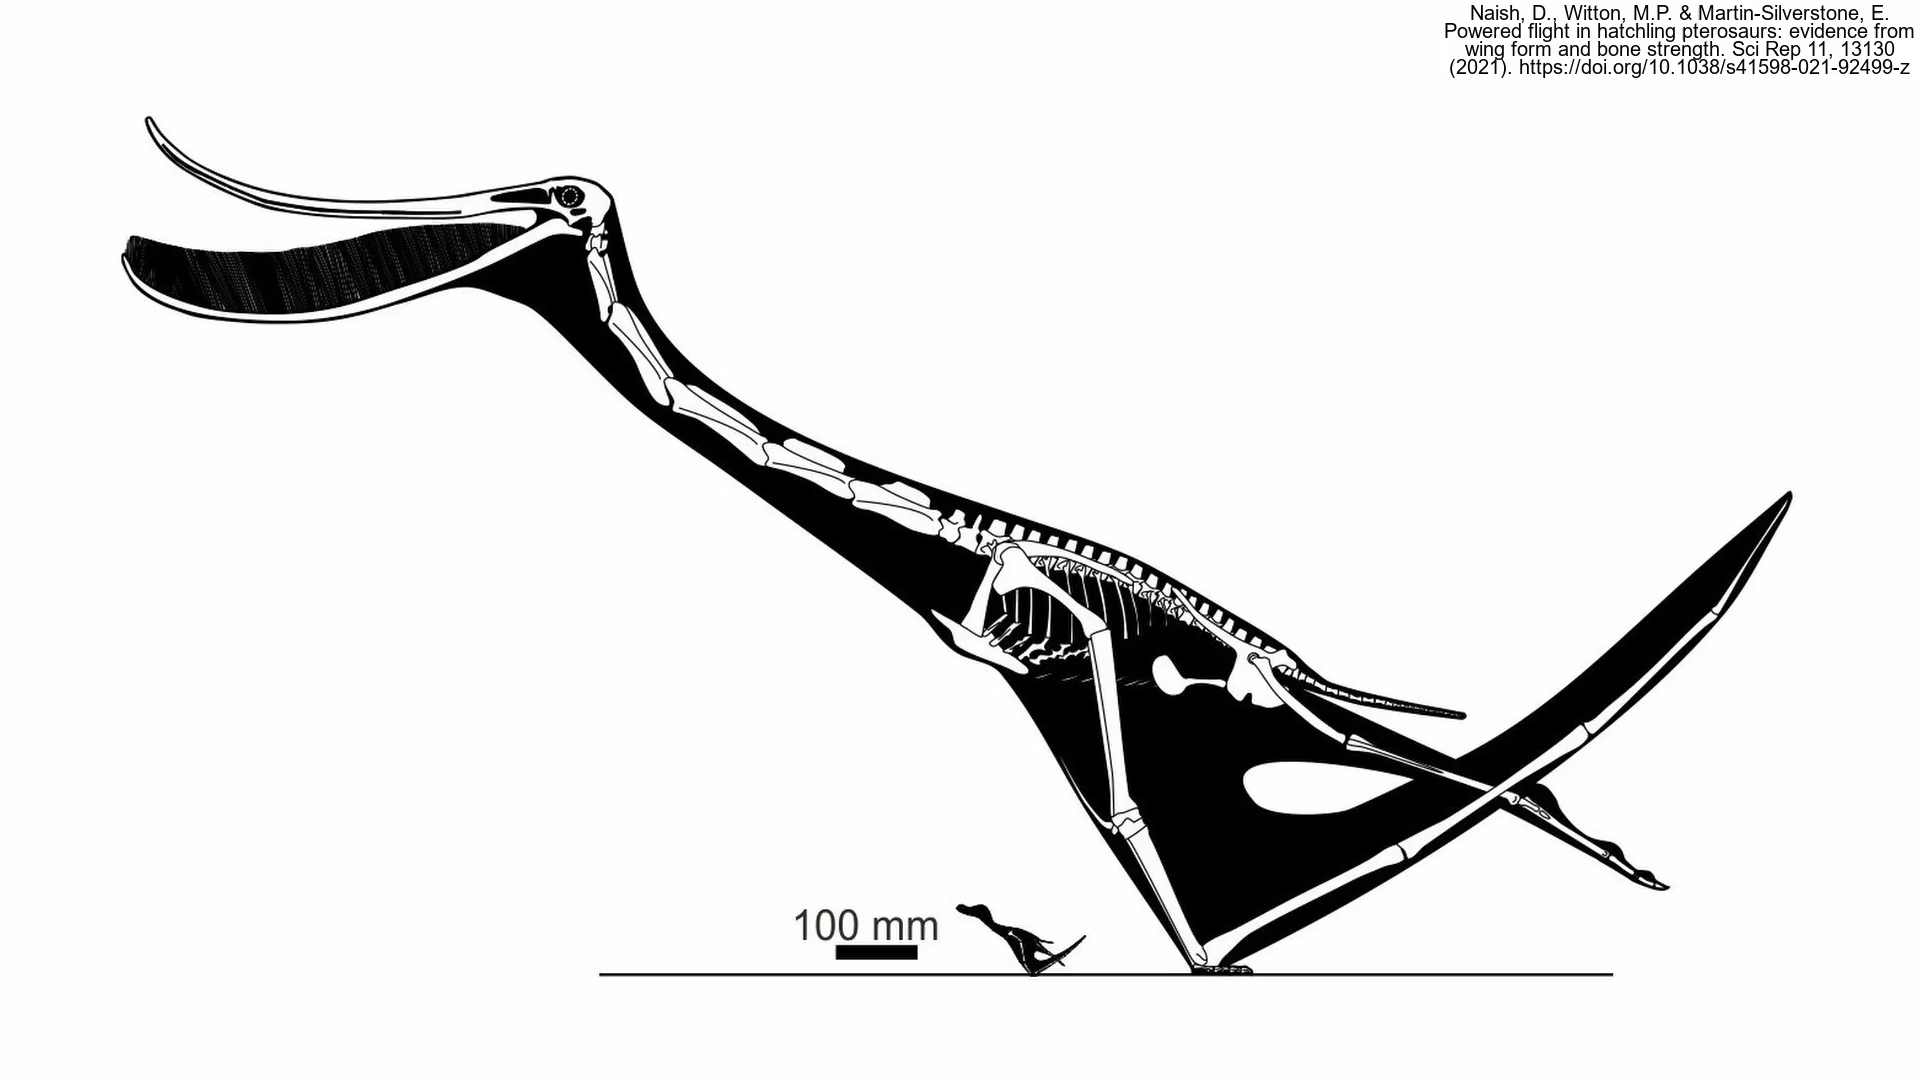 Naish, D., Witton, M.P. & Martin-Silverstone, E.
Powered flight in hatchling pterosaurs: evidence from
wing form and bone strength. Sci Rep 11, 13130
(2021). https://doi.org/10.1038/s41598-021-92499-z
100 mm